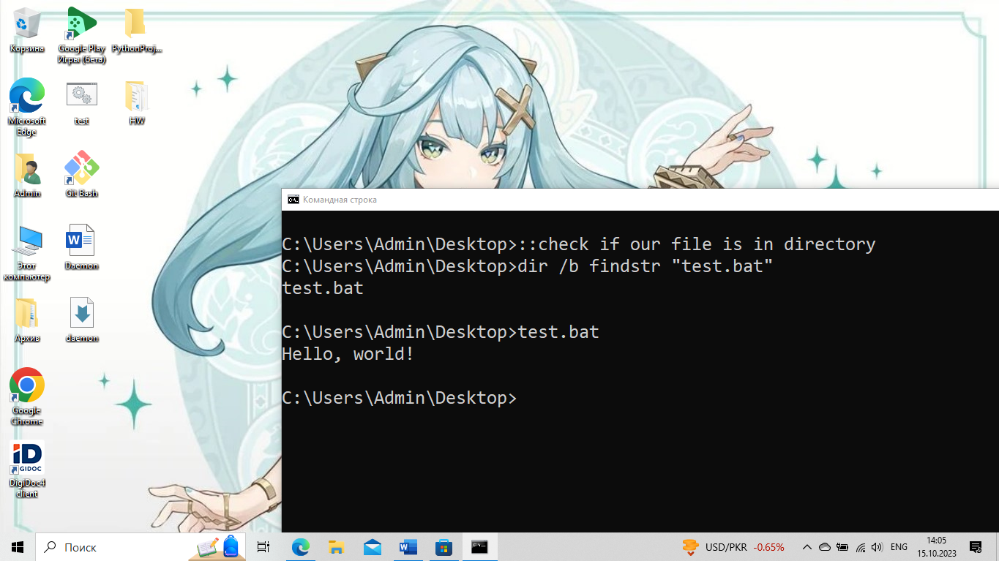 Корзина
Google Play
Игры (бета)
PythonProj...
Microsoft
Edge
test
HW
Admin
Git Bash
Этот
компьютер
Daemon
Архив
daemon
Google
Chrome
iD
GIDOC
DigiDoc4
client
C:\. Командная строка
C:\Users\Admin\Desktop>::check if our file is in directory
C:\Users\Admin\Desktop>dir /b findstr "test.bat"
test.bat
C:\Users\Admin\Desktop>test.bat
Hello, world!
C:\Users\Admin\Desktop>
Поиск
USD/PKR -0.65%
ENG
14:05
15.10.2023